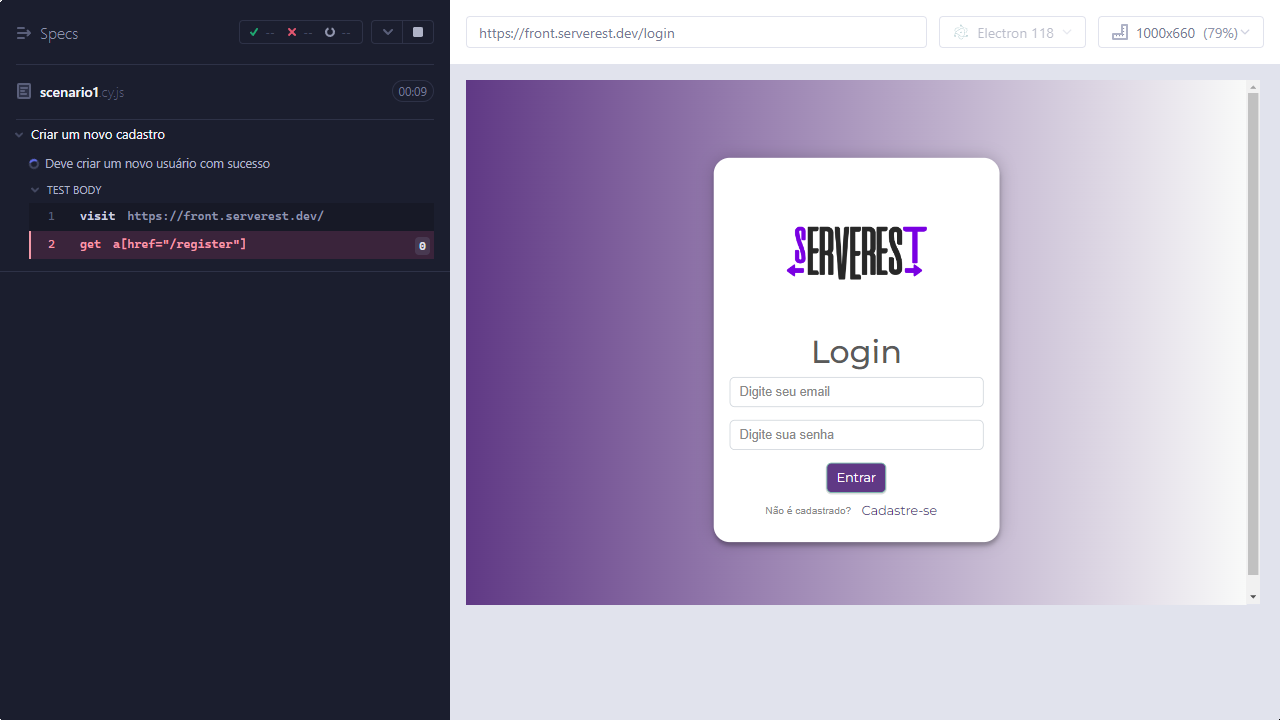 Specs
-- -- --
scenario1.cy.js 00:09
Criar um novo cadastro
Deve criar um novo usuário com sucesso
TEST BODY
1 visit https://front.serverest.dev/
2 get a[href="/register"] 0
https://front.serverest.dev/login
Electron 118
1000x660 (79%)
SERVEREST
Login
Digite seu email
Digite sua senha
Entrar
Não é cadastrado? Cadastre-se